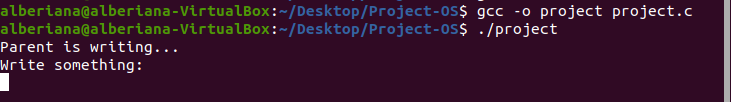 alberiana@alberiana-VirtualBox:~/Desktop/Project-OS$ gcc -o project project.c
alberiana@alberiana-VirtualBox:~/Desktop/Project-OS$ ./project
Parent is writing...
Write something: